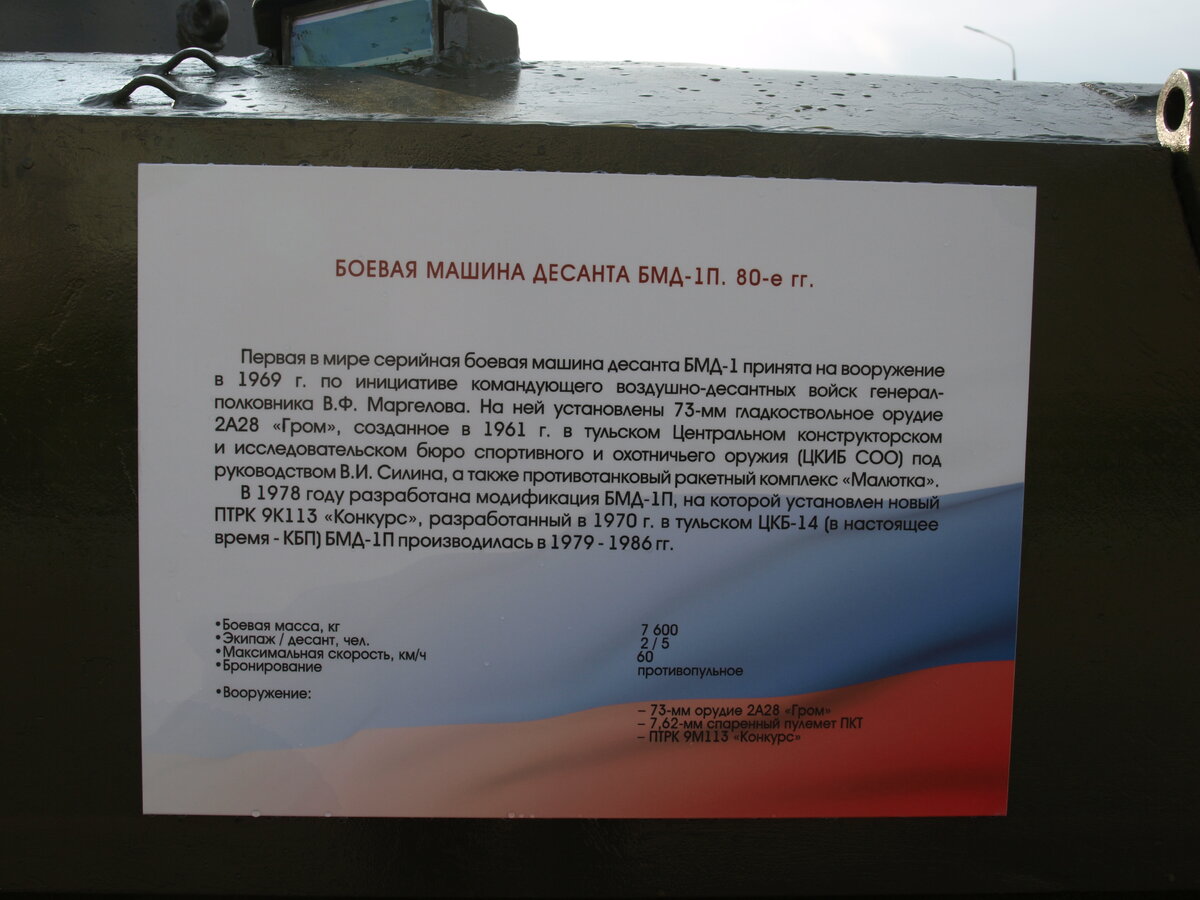 БОЕВАЯ МАШИНА ДЕСАНТА БМД-1П. 80-е гг.
Первая в мире серийная боевая машина десанта БМД-1 принята на вооружение
в 1969 г. по инициативе командующего воздушно-десантных войск генерал-
полковника В.Ф. Маргелова. На ней установлены 73-мм гладкоствольное орудие
2А28 «Гром», созданное в 1961 г. в тульском Центральном конструкторском
и исследовательском бюро спортивного и охотничьего оружия (ЦКИБ СОО) под
руководством В.И. Силина, а также противотанковый ракетный комплекс «Малютка».
В 1978 году разработана модификация БМД-1П, на которой установлен новый
ПТРК 9К113 «Конкурс», разработанный в 1970 г. в тульском ЦКБ-14 (в настоящее
время - КБП) БМД-1П производилась в 1979 - 1986 гг.
•Боевая масса, кг 7 600
•Экипаж / десант, чел. 2 / 5
•Максимальная скорость, км/ч 60
•Бронирование противопульное
•Вооружение:
– 73-мм орудие 2А28 «Гром»
– 7,62-мм спаренный пулемет ПКТ
– ПТРК 9М113 «Конкурс»